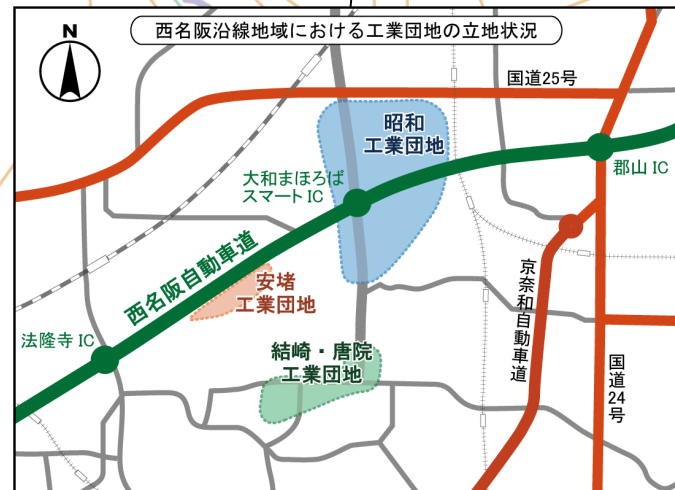 西名阪沿線地域における工業団地の立地状況
N
国道25号
昭和
工業団地
大和まほろば
スマートIC
郡山IC
西名阪自動車道
安堵
工業団地
京奈和自動車道
法隆寺IC
結崎・唐院
工業団地
国道24号